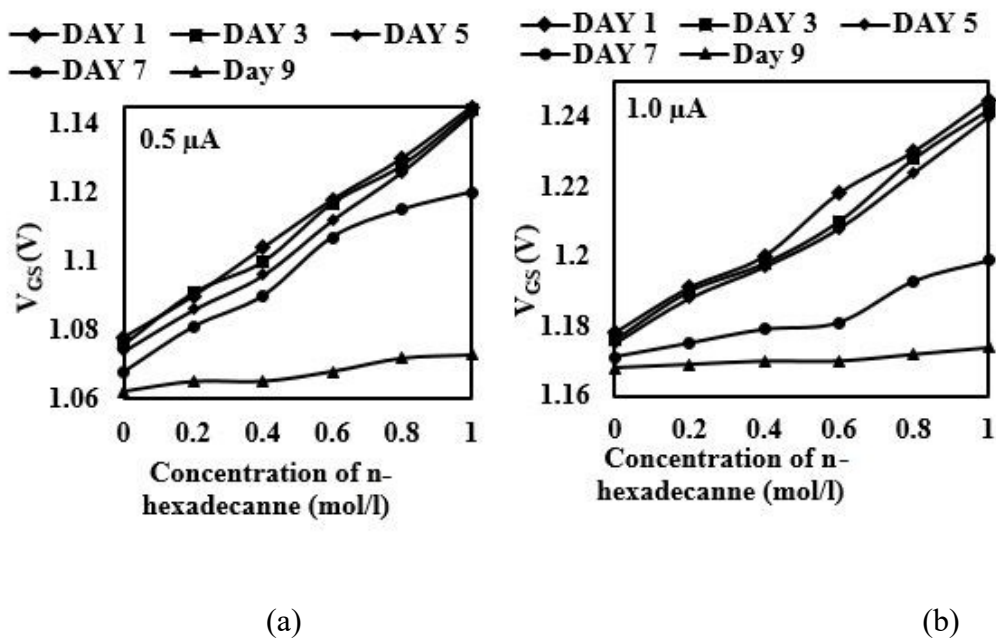 DAY 1 DAY 3 DAY 5
DAY 7 Day 9
0.5 μA
1.14
1.12
1.1
1.08
1.06
V_GS (V)
0 0.2 0.4 0.6 0.8 1
Concentration of n-
hexadecanne (mol/l)
(a)
DAY 1 DAY 3 DAY 5
DAY 7 Day 9
1.0 μA
1.24
1.22
1.2
1.18
1.16
V_GS (V)
0 0.2 0.4 0.6 0.8 1
Concentration of n-
hexadecanne (mol/l)
(b)